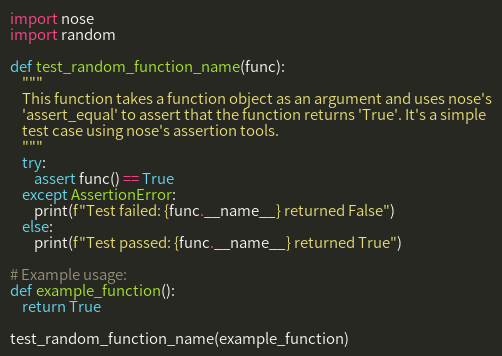 import nose
import random

def test_random_function_name(func):
    """
    This function takes a function object as an argument and uses nose's
    'assert_equal' to assert that the function returns 'True'. It's a simple
    test case using nose's assertion tools.
    """
    try:
        assert func() == True
    except AssertionError:
        print(f"Test failed: {func.__name__} returned False")
    else:
        print(f"Test passed: {func.__name__} returned True")

# Example usage:
def example_function():
    return True

test_random_function_name(example_function)